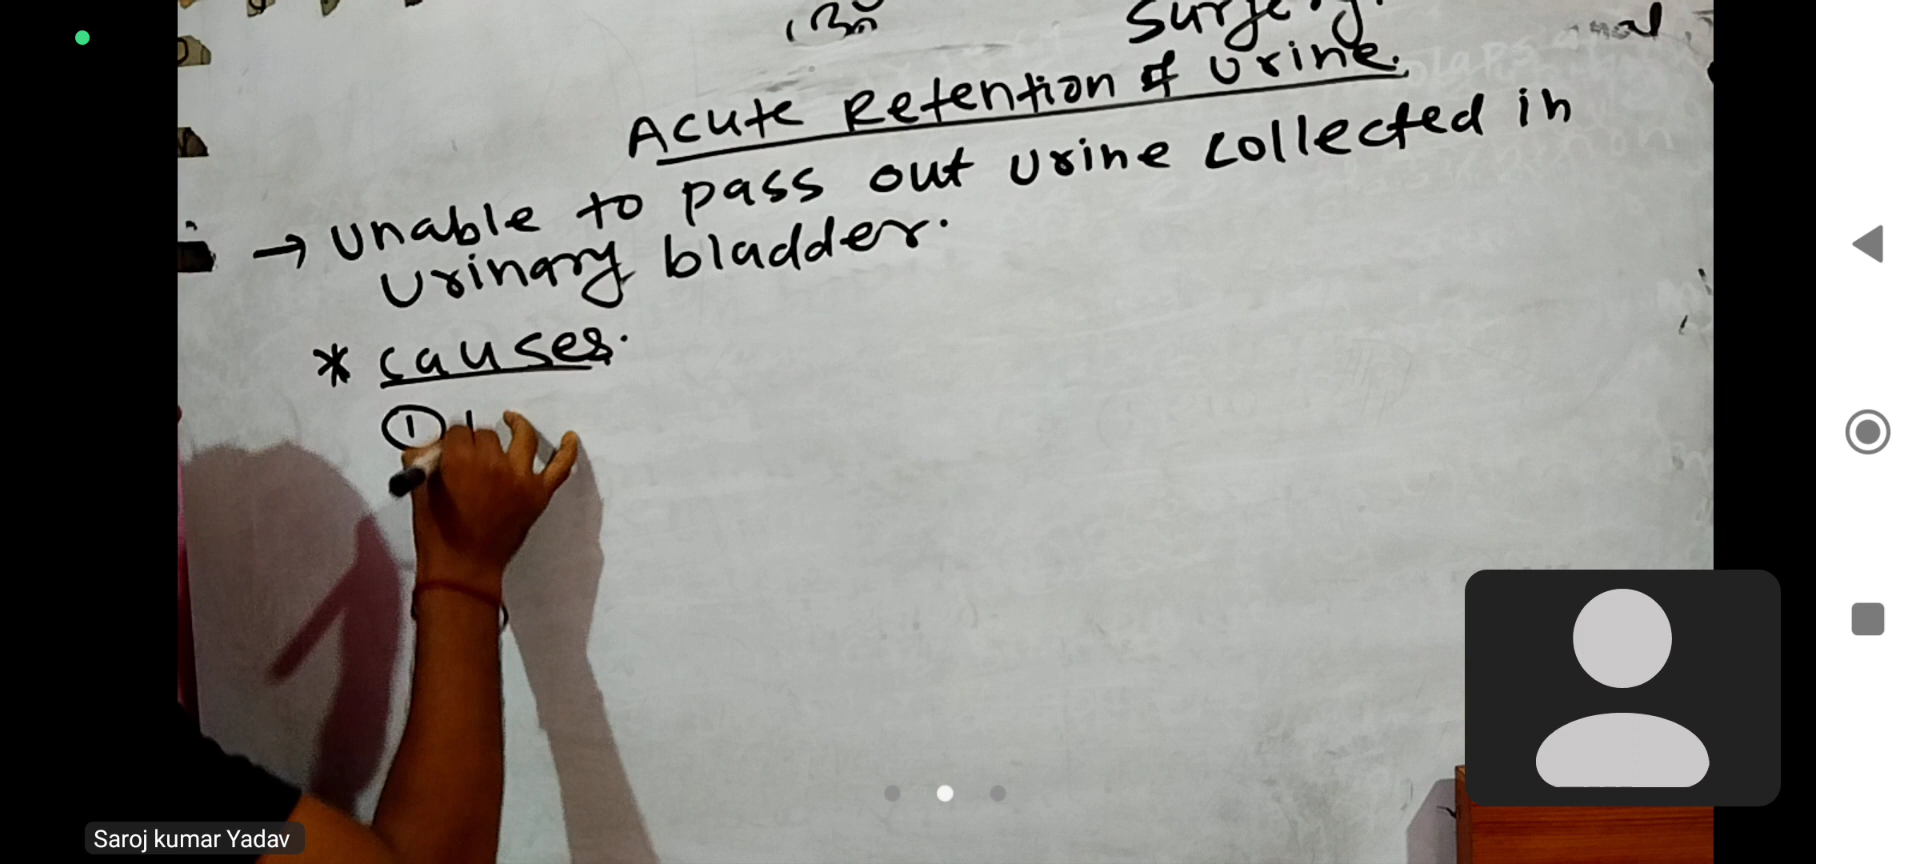 Surgery.
Acute Retention of Urine.
→ Unable to pass out urine collected in
urinary bladder.
* causes.
①
Saroj kumar Yadav